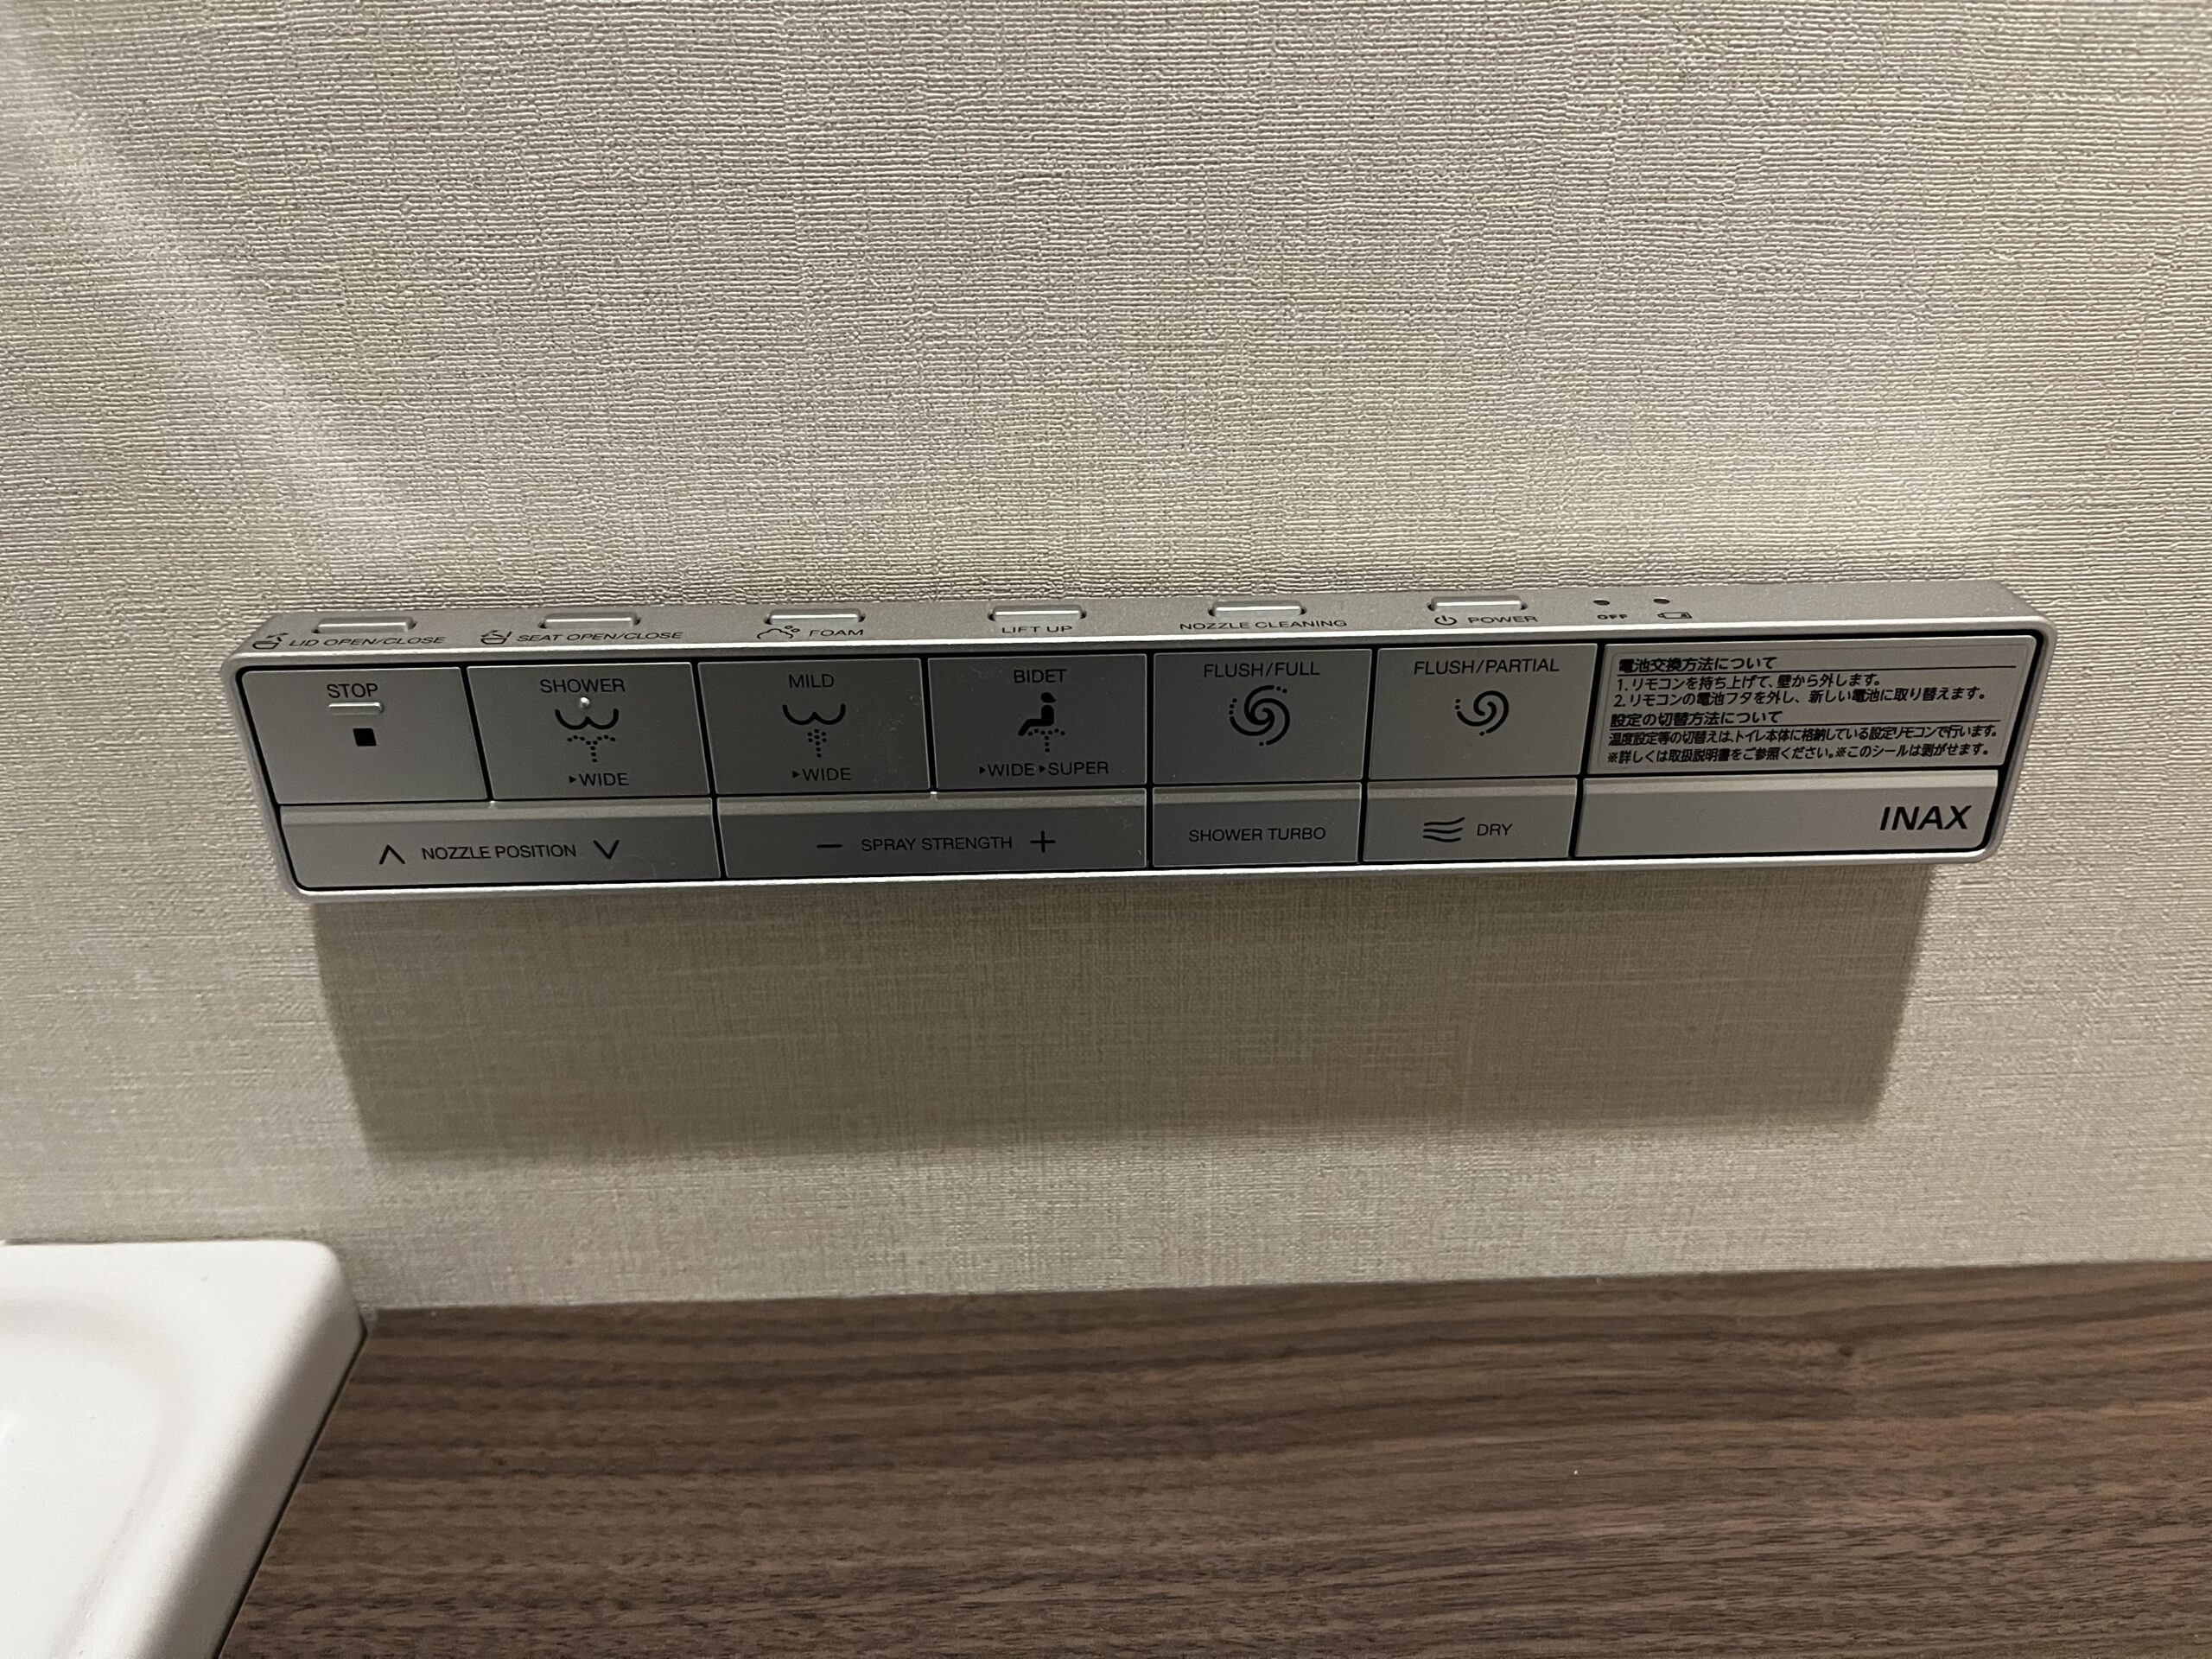 LID OPEN/CLOSE
SEAT OPEN/CLOSE
FOAM
LIFT UP
NOZZLE CLEANING
POWER
OFF
STOP
SHOWER
▸WIDE
MILD
▸WIDE
BIDET
▸WIDE▸SUPER
FLUSH/FULL
FLUSH/PARTIAL
電池交換方法について
1. リモコンを持ち上げて、壁から外します。
2. リモコンの電池フタを外し、新しい電池に取り替えます。
設定の切替方法について
温度設定等の切替えは、トイレ本体に格納している設定リモコンで行います。
※詳しくは取扱説明書をご参照ください。※このシールは剥がせます。
NOZZLE POSITION
− SPRAY STRENGTH +
SHOWER TURBO
DRY
INAX